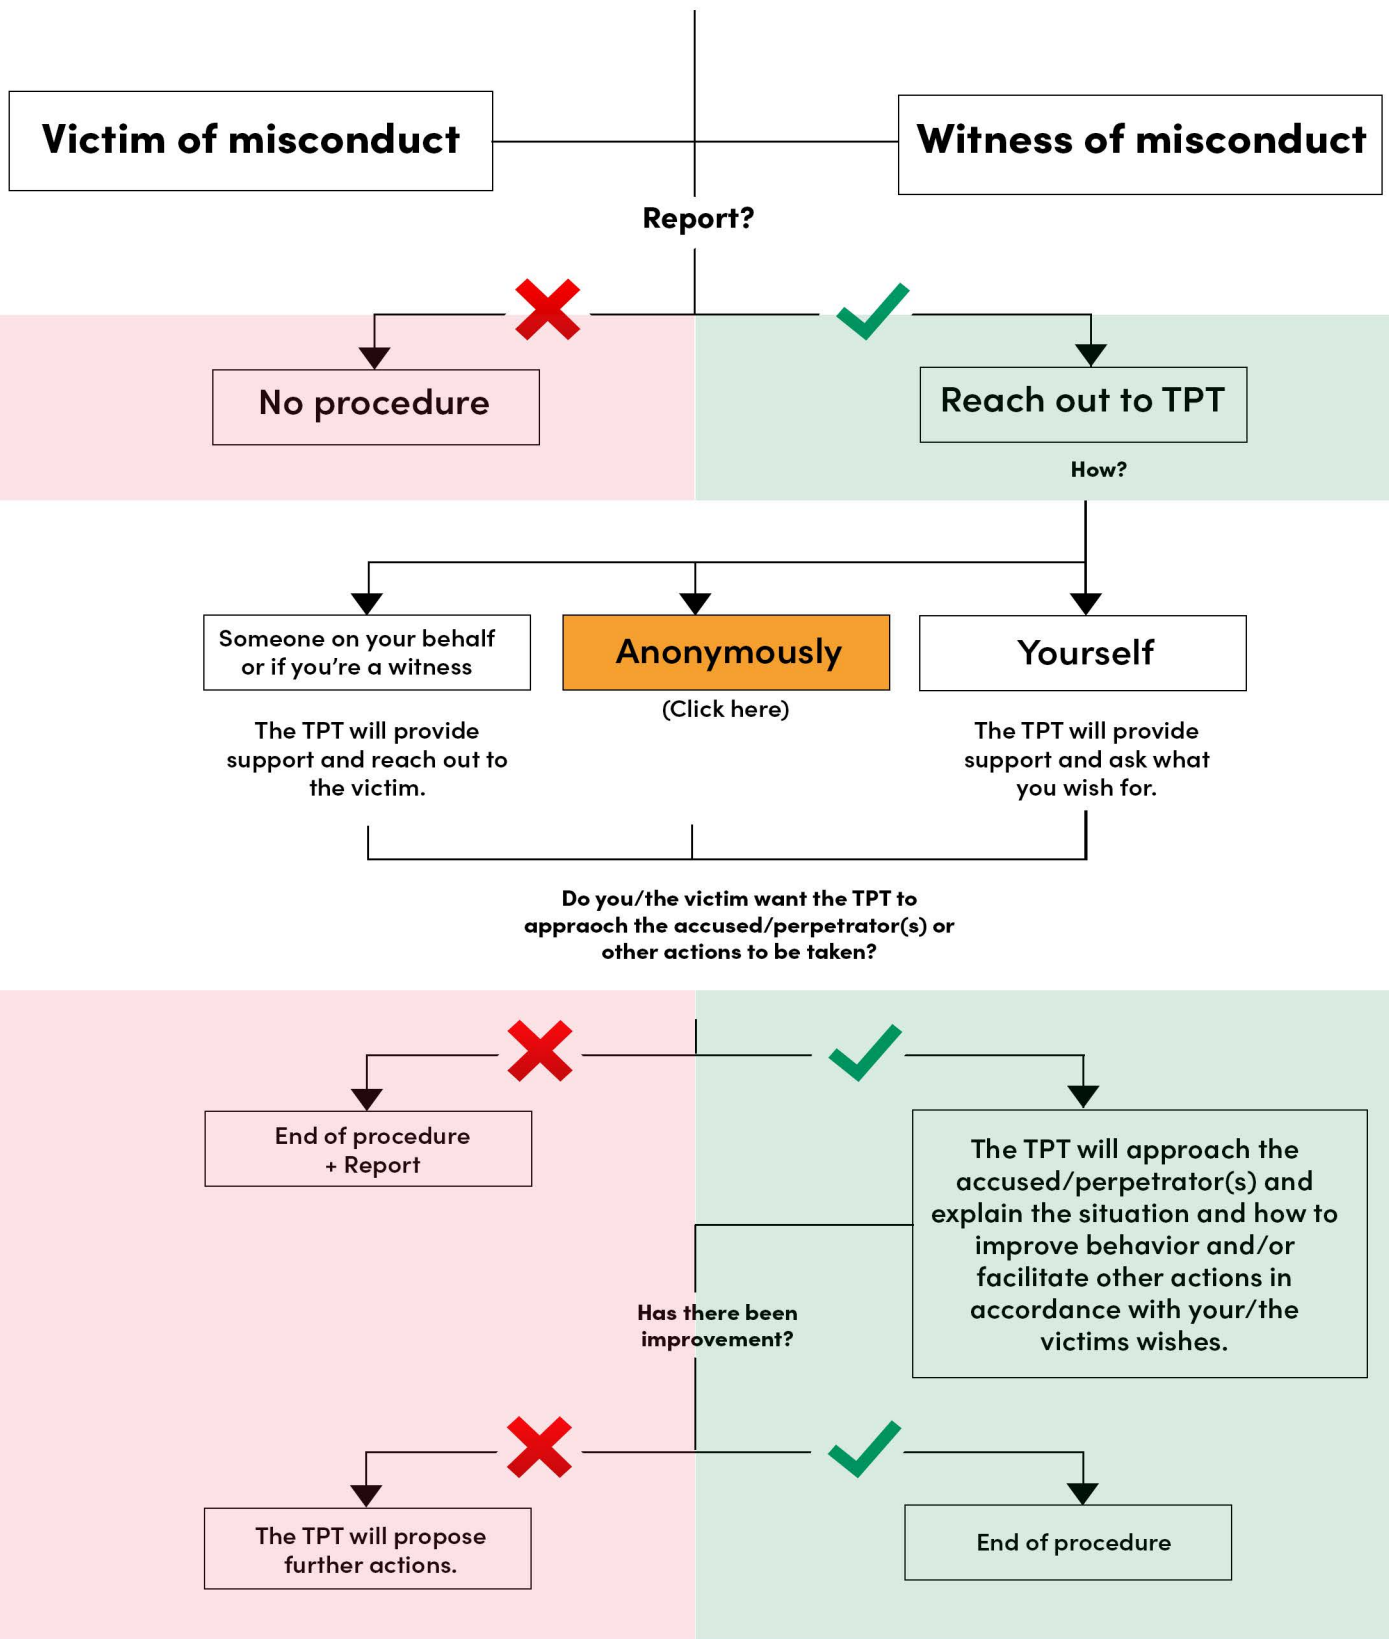 Victim of misconduct
Witness of misconduct
Report?
No procedure
Reach out to TPT
How?
Someone on your behalf
or if you're a witness
Anonymously
Yourself
(Click here)
The TPT will provide
support and reach out to
the victim.
The TPT will provide
support and ask what
you wish for.
Do you/the victim want the TPT to
appraoch the accused/perpetrator(s) or
other actions to be taken?
End of procedure
+ Report
The TPT will approach the
accused/perpetrator(s) and
explain the situation and how to
improve behavior and/or
facilitate other actions in
accordance with your/the
victims wishes.
Has there been
improvement?
The TPT will propose
further actions.
End of procedure